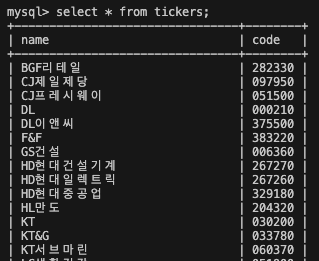 mysql> select * from tickers;
| name | code |
| BGF리테일 | 282330 |
| CJ제일제당 | 097950 |
| CJ프레시웨이 | 051500 |
| DL | 000210 |
| DL이앤씨 | 375500 |
| F&F | 383220 |
| GS건설 | 006360 |
| HD현대건설기계 | 267270 |
| HD현대일렉트릭 | 267260 |
| HD현대중공업 | 329180 |
| HL만도 | 204320 |
| KT | 030200 |
| KT&G | 033780 |
| KT서브마린 | 060370 |